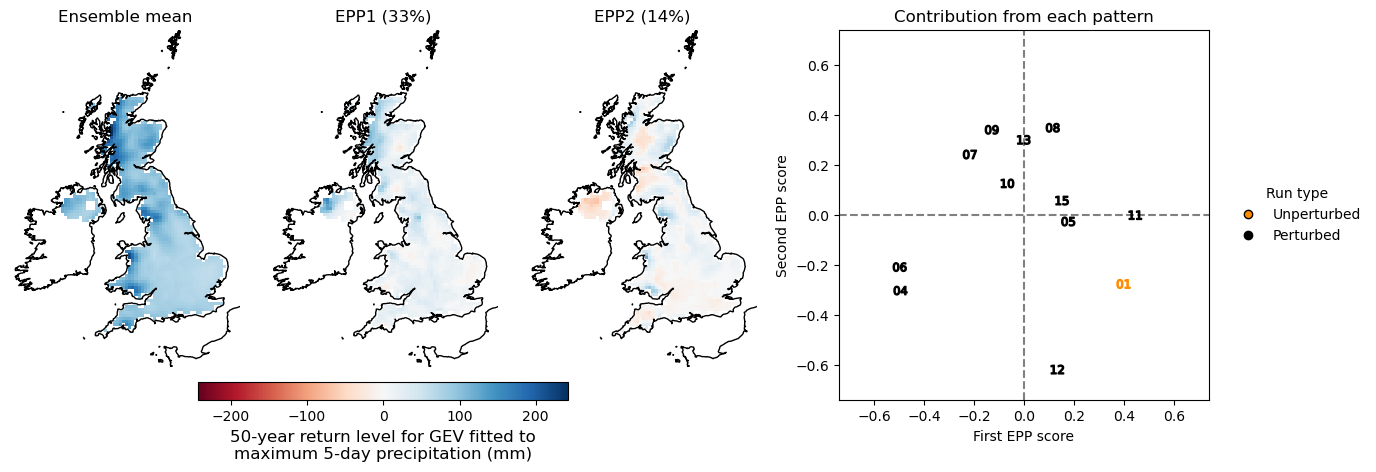 Ensemble mean
EPP1 (33%)
EPP2 (14%)
−200 −100 0 100 200
50-year return level for GEV fitted to
maximum 5-day precipitation (mm)
Contribution from each pattern
Second EPP score
0.6
0.4
0.2
0.0
−0.2
−0.4
−0.6
09
13
08
07
10
15
05
11
06
04
01
12
−0.6 −0.4 −0.2 0.0 0.2 0.4 0.6
First EPP score
Run type
Unperturbed
Perturbed